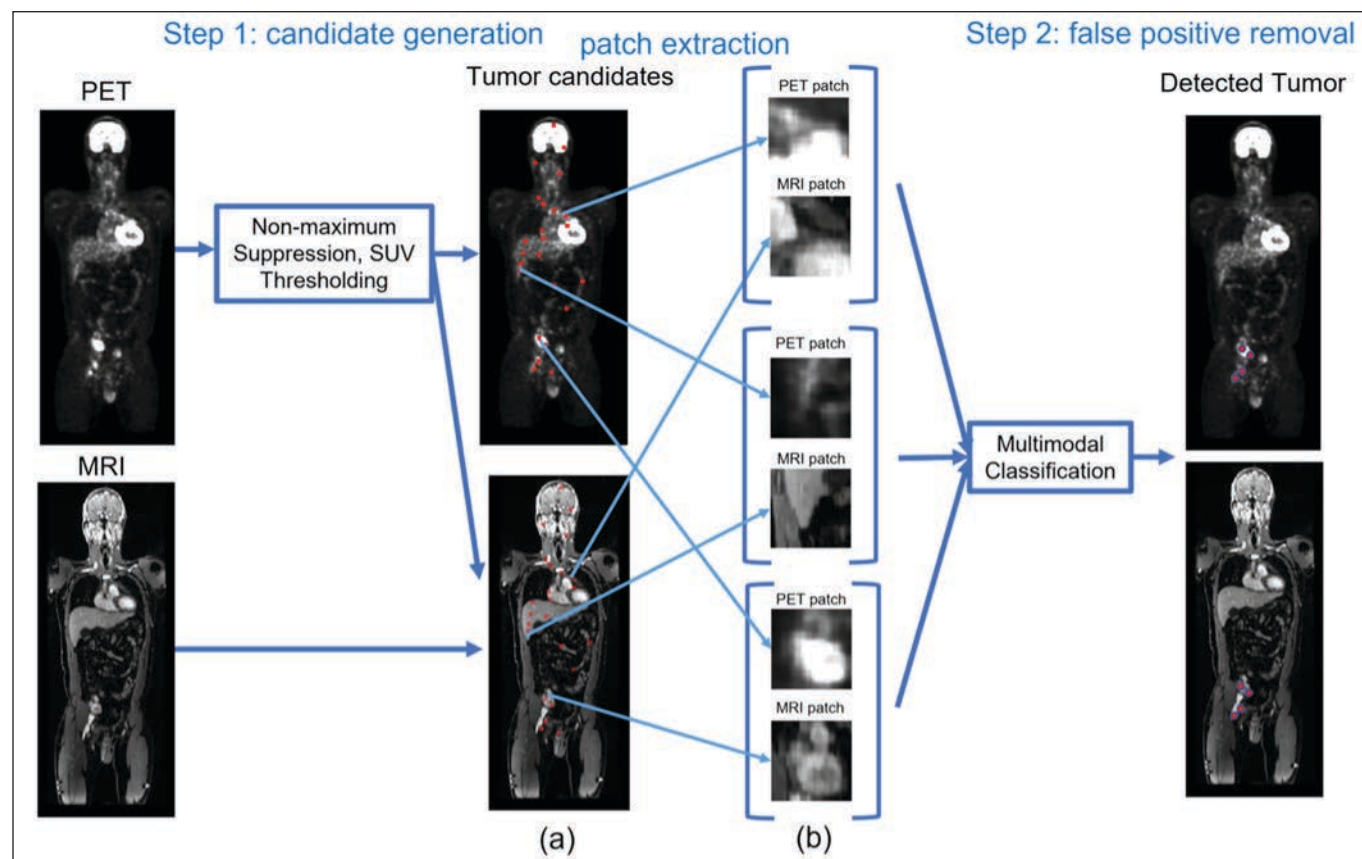 Step 1: candidate generation
patch extraction
Step 2: false positive removal
PET
Tumor candidates
Detected Tumor
Non-maximum
Suppression, SUV
Thresholding
MRI
PET patch
MRI patch
PET patch
MRI patch
PET patch
MRI patch
Multimodal
Classification
(a)
(b)